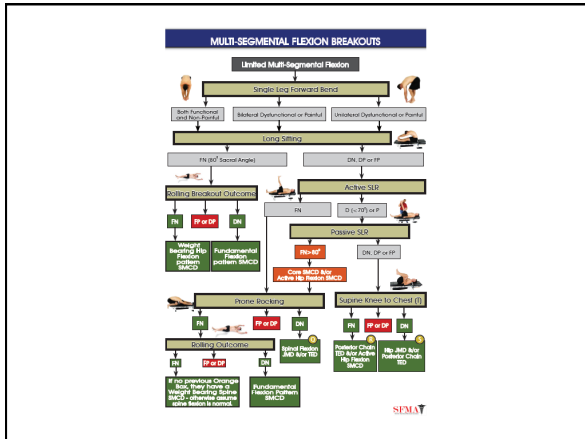 MULTI-SEGMENTAL FLEXION BREAKOUTS
Limited Multi-Segmental Flexion
Single Leg Forward Bend
Both Functional
and Non-Painful
Bilateral Dysfunctional or Painful
Unilateral Dysfunctional or Painful
Long Sitting
FN (80° Sacral Angle)
DN, DP or FP
Rolling Breakout Outcome
Active SLR
FN
FP or DP
DN
FN
D (<70°) or P
Weight
Bearing Hip
Flexion
pattern
SMCD
Fundamental
Flexion
pattern SMCD
Passive SLR
FN>80°
DN, DP or FP
Core SMCD &/or
Active Hip Flexion SMCD
Prone Rocking
Supine Knee to Chest (1)
FN
FP or DP
DN
FN
FP or DP
DN
Rolling Outcome
Spinal Flexion
JMD &/or TED
Posterior Chain
TED &/or Active
Hip Flexion
SMCD
Hip JMD &/or
Posterior Chain
TED
FN
FP or DP
DN
If no previous Orange
Box, they have a
Weight Bearing Spine
SMCD - otherwise assume
spine flexion is normal.
Fundamental
Flexion Pattern
SMCD
SFMA